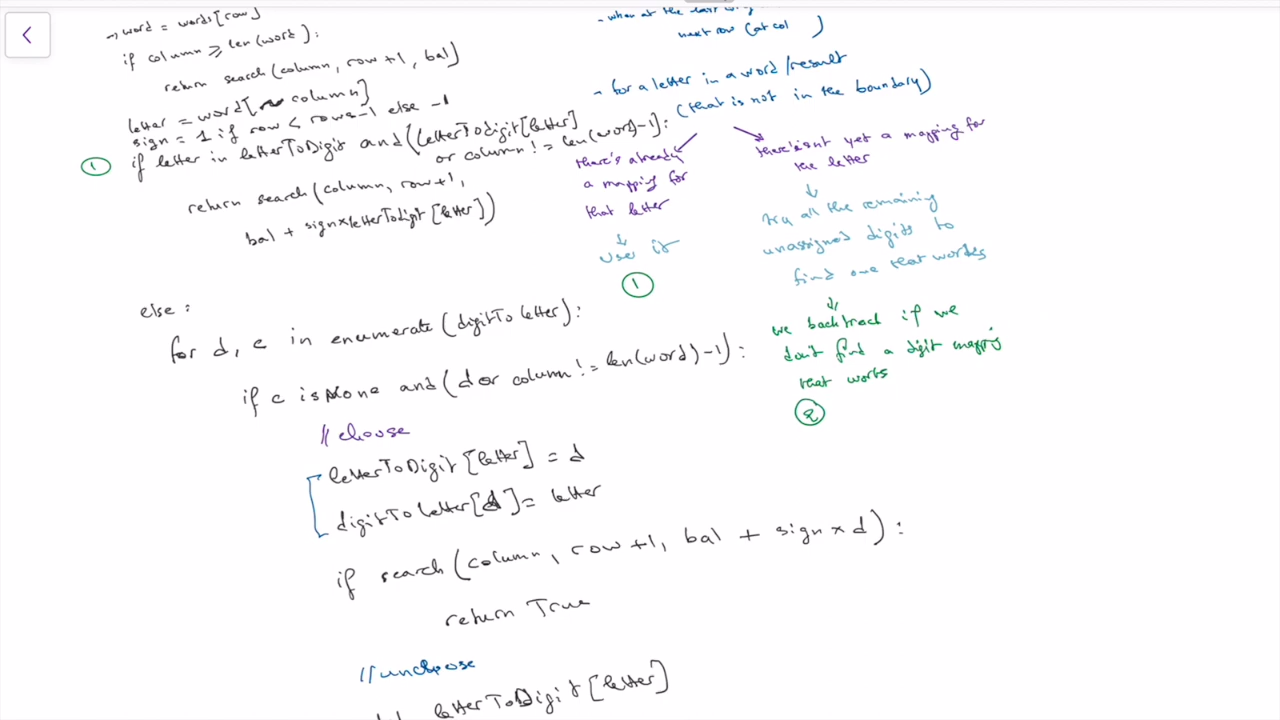 → word = words[row]
if column ≥ len(word):
return search(column, row+1, bal)
letter = word[column]
sign = 1 if row < rows-1 else -1
① if letter in letterToDigit and (letterToDigit[letter]
or column != len(word)-1):
return search(column, row+1,
bal + sign×letterToDigit[letter])
else:
for d, c in enumerate(digitToLetter):
if c is None and (d or column != len(word)-1):
// choose
letterToDigit[letter] = d
digitToLetter[d] = letter
if search(column, row+1, bal + sign × d):
return True
// unchoose
letterToDigit[letter]
- when at the last
next row (at col )
- for a letter in a word/result
(that is not in the boundary)
there's already
a mapping for
that letter
↓
use it
①
there isn't yet a mapping for
the letter
↓
try all the remaining
unassigned digits to
find one that works
↓
we backtrack if we
don't find a digit mapping
that works
②